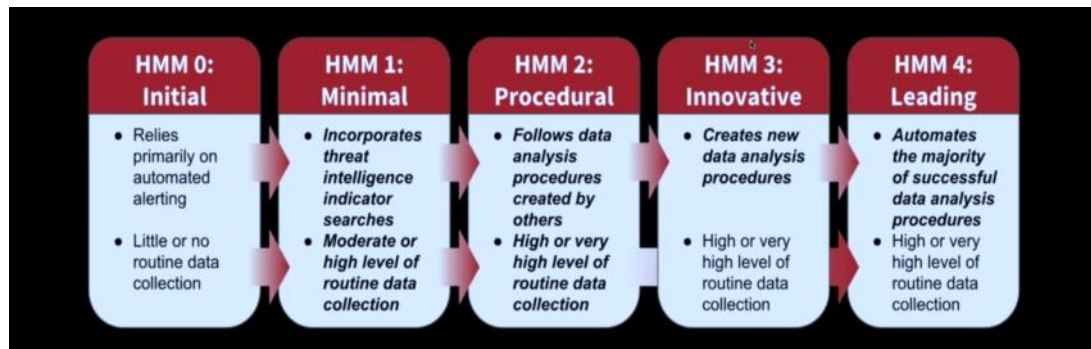 HMM 0:
Initial
• Relies
primarily on
automated
alerting
• Little or no
routine data
collection
HMM 1:
Minimal
• Incorporates
threat
intelligence
indicator
searches
• Moderate or
high level of
routine data
collection
HMM 2:
Procedural
• Follows data
analysis
procedures
created by
others
• High or very
high level of
routine data
collection
HMM 3:
Innovative
• Creates new
data analysis
procedures
• High or very
high level of
routine data
collection
HMM 4:
Leading
• Automates
the majority
of successful
data analysis
procedures
• High or very
high level of
routine data
collection